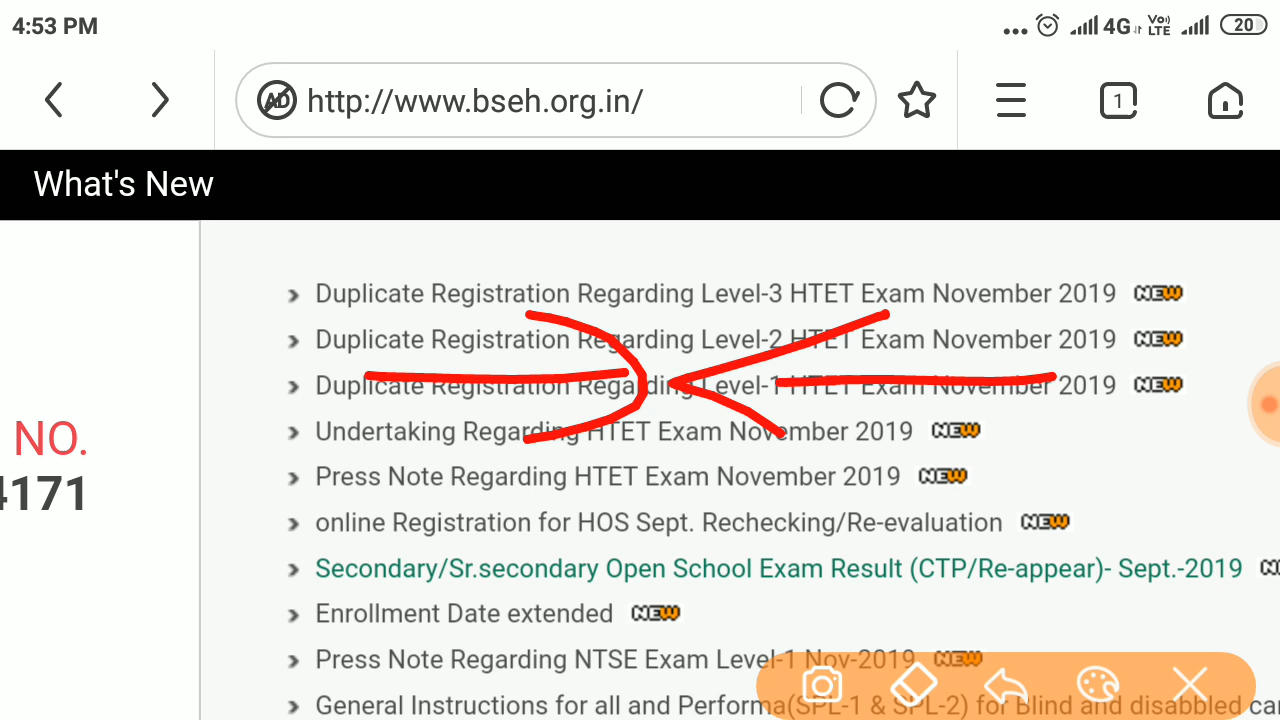 4:53 PM
4G VoI) LTE 20
AD http://www.bseh.org.in/ 1
What's New
Duplicate Registration Regarding Level-3 HTET Exam November 2019 NEW
Duplicate Registration Regarding Level-2 HTET Exam November 2019 NEW
Duplicate Registration Regarding Level-1 HTET Exam November 2019 NEW
Undertaking Regarding HTET Exam November 2019 NEW
NO.
Press Note Regarding HTET Exam November 2019 NEW
4171
online Registration for HOS Sept. Rechecking/Re-evaluation NEW
Secondary/Sr.secondary Open School Exam Result (CTP/Re-appear)- Sept.-2019
Enrollment Date extended NEW
Press Note Regarding NTSE Exam Level-1 Nov-2019 NEW
General Instructions for all and Performa(SPL-1 & SPL-2) for Blind and disabled